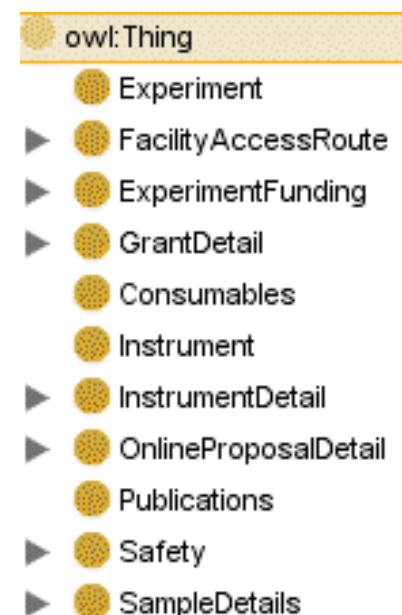 owl:Thing
Experiment
FacilityAccessRoute
ExperimentFunding
GrantDetail
Consumables
Instrument
InstrumentDetail
OnlineProposalDetail
Publications
Safety
SampleDetails